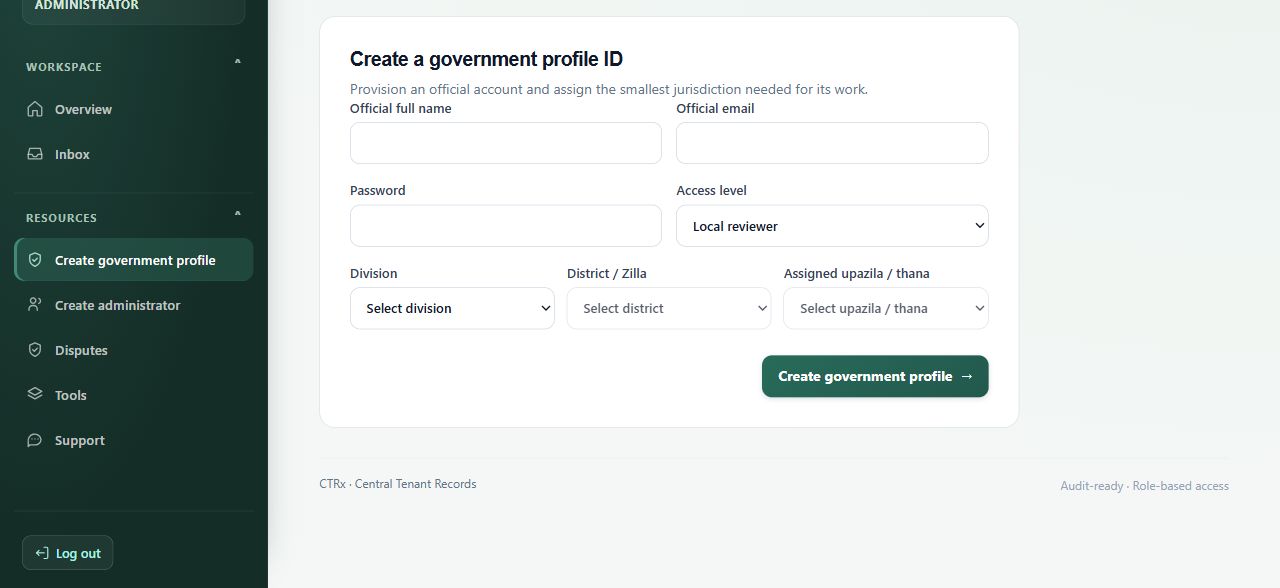 ADMINISTRATOR
WORKSPACE
Overview
Inbox
RESOURCES
Create government profile
Create administrator
Disputes
Tools
Support
Log out
Create a government profile ID
Provision an official account and assign the smallest jurisdiction needed for its work.
Official full name
Official email
Password
Access level
Local reviewer
Division
District / Zilla
Assigned upazila / thana
Select division
Select district
Select upazila / thana
Create government profile →
CTRx · Central Tenant Records
Audit-ready · Role-based access